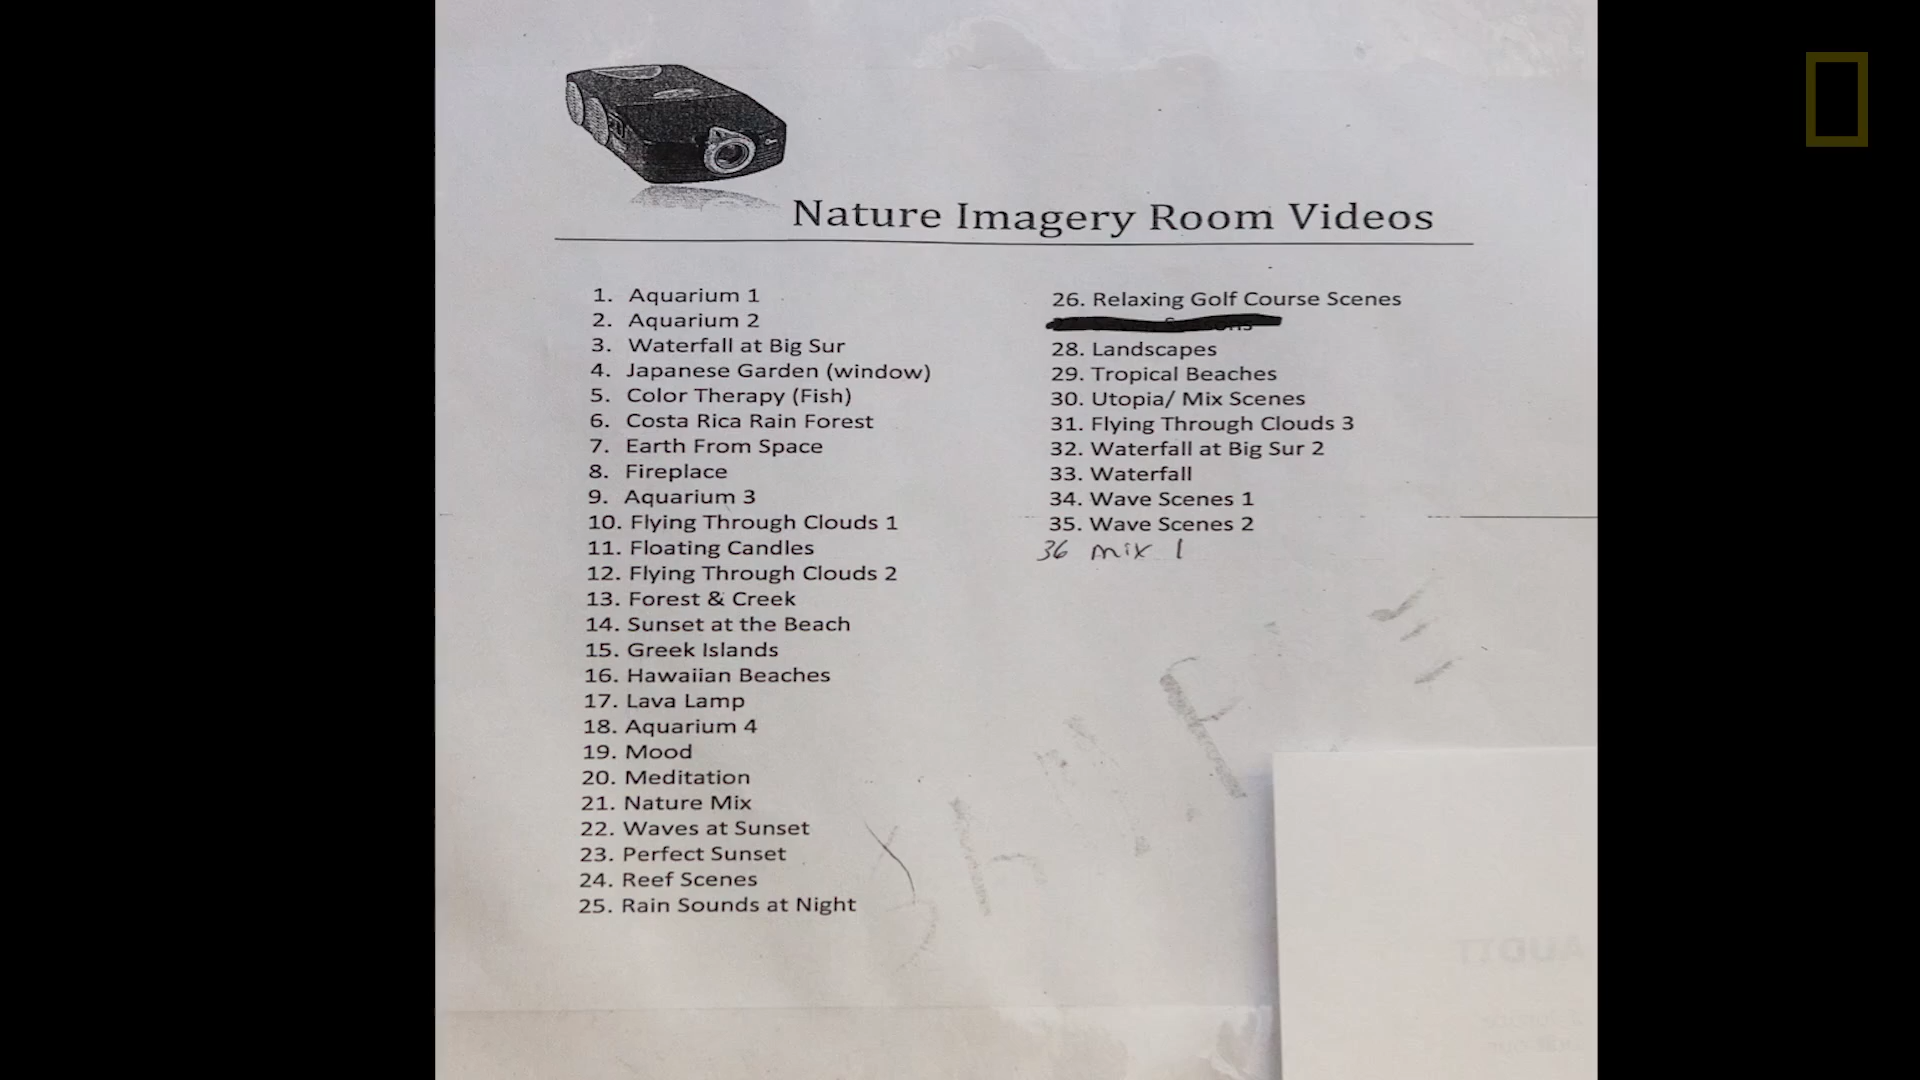 Nature Imagery Room Videos
1. Aquarium 1
2. Aquarium 2
3. Waterfall at Big Sur
4. Japanese Garden (window)
5. Color Therapy (Fish)
6. Costa Rica Rain Forest
7. Earth From Space
8. Fireplace
9. Aquarium 3
10. Flying Through Clouds 1
11. Floating Candles
12. Flying Through Clouds 2
13. Forest & Creek
14. Sunset at the Beach
15. Greek Islands
16. Hawaiian Beaches
17. Lava Lamp
18. Aquarium 4
19. Mood
20. Meditation
21. Nature Mix
22. Waves at Sunset
23. Perfect Sunset
24. Reef Scenes
25. Rain Sounds at Night
26. Relaxing Golf Course Scenes
28. Landscapes
29. Tropical Beaches
30. Utopia/ Mix Scenes
31. Flying Through Clouds 3
32. Waterfall at Big Sur 2
33. Waterfall
34. Wave Scenes 1
35. Wave Scenes 2
36 mix 1